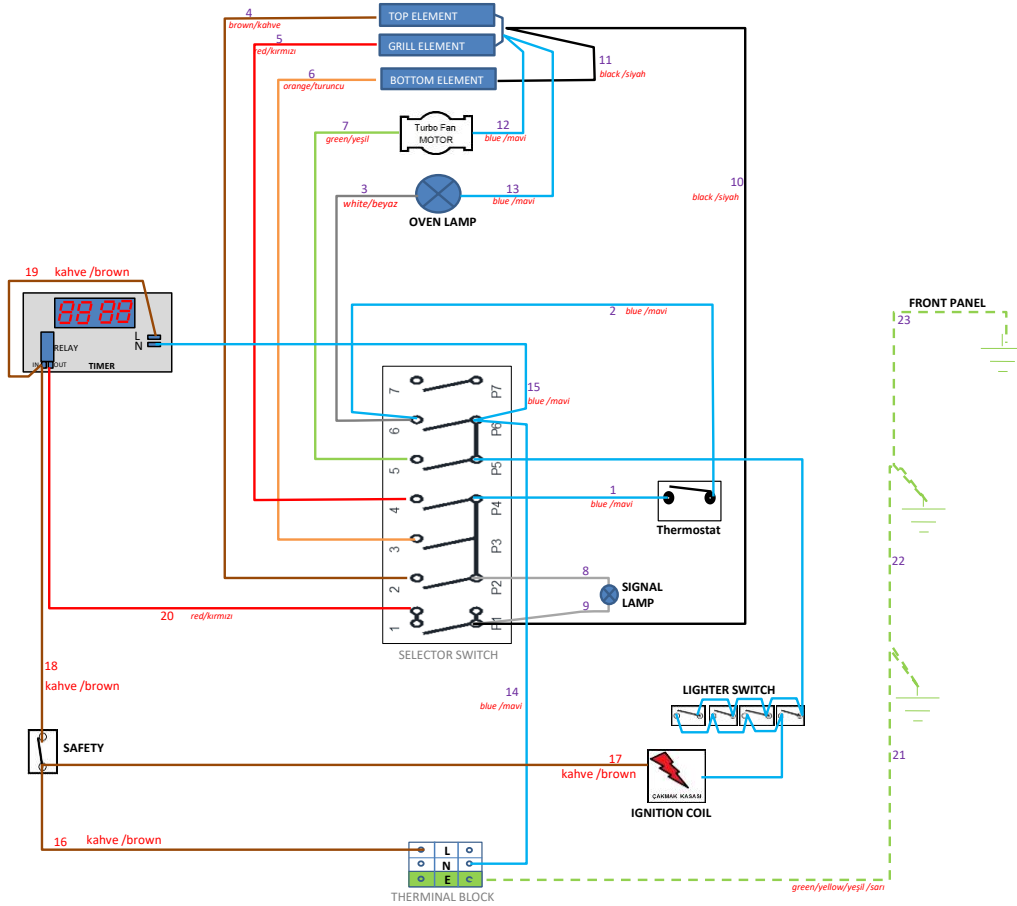 4
brown/kahve
TOP ELEMENT
5
red/kırmızı
GRILL ELEMENT
6
orange/turuncu
BOTTOM ELEMENT
11
black /siyah
7
green/yeşil
Turbo Fan
MOTOR
12
blue /mavi
3
white/beyaz
13
blue /mavi
OVEN LAMP
10
black /siyah
19 kahve /brown
88 88
RELAY
L
N
IN
OUT
TIMER
2 blue /mavi
FRONT PANEL
23
15
blue /mavi
7
P7
6
P6
5
P5
4
P4
3
P3
2
P2
1
P1
SELECTOR SWITCH
1
blue /mavi
Thermostat
8
9
SIGNAL
LAMP
20 red/kırmızı
22
18
kahve /brown
14
blue /mavi
LIGHTER SWITCH
SAFETY
17
kahve /brown
ÇAKMAK KASASI
IGNITION COIL
21
16 kahve /brown
L
N
E
THERMINAL BLOCK
green/yellow/yeşil /sarı